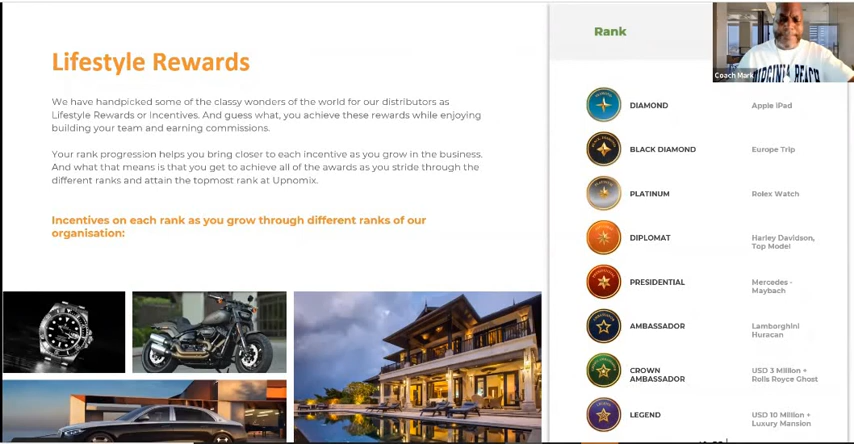 Lifestyle Rewards
We have handpicked some of the classy wonders of the world for our distributors as
Lifestyle Rewards or Incentives. And guess what, you achieve these rewards while enjoying
building your team and earning commissions.
Your rank progression helps you bring closer to each incentive as you grow in the business.
And what that means is that you get to achieve all of the awards as you stride through the
different ranks and attain the topmost rank at Upnomix.
Incentives on each rank as you grow through different ranks of our
organisation:
Rank
Coach Mark
VIRGINIA BEACH
DIAMOND
Apple iPad
BLACK DIAMOND
Europe Trip
PLATINUM
Rolex Watch
DIPLOMAT
Harley Davidson,
Top Model
PRESIDENTIAL
Mercedes -
Maybach
AMBASSADOR
Lamborghini
Huracan
CROWN
AMBASSADOR
USD 3 Million +
Rolls Royce Ghost
LEGEND
USD 10 Million +
Luxury Mansion